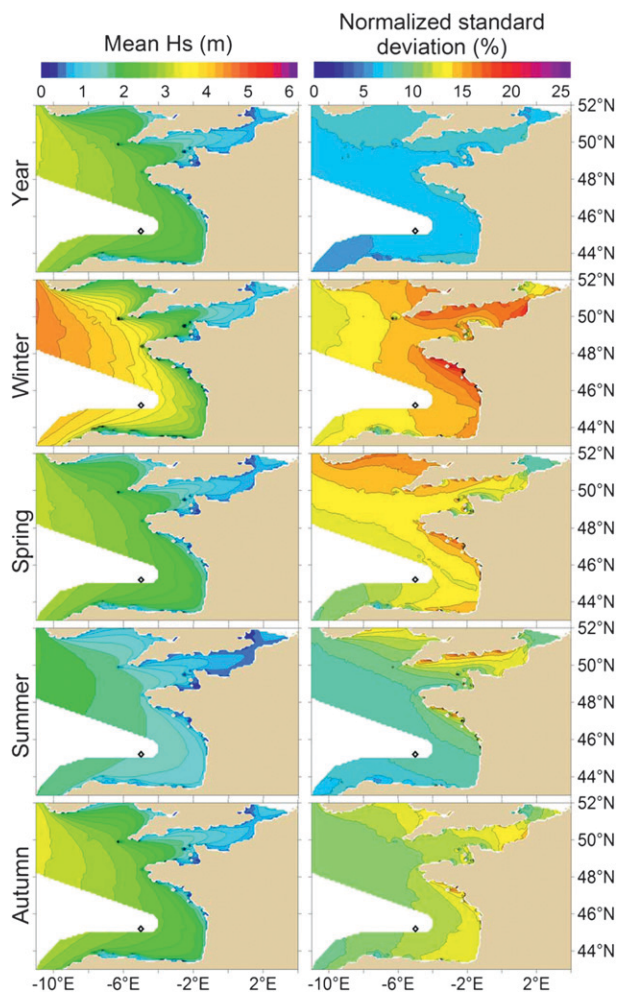 Mean Hs (m)
Normalized standard
deviation (%)
0 1 2 3 4 5 6
0 5 10 15 20 25
Year
52°N
50°N
48°N
46°N
44°N
Winter
52°N
50°N
48°N
46°N
44°N
Spring
52°N
50°N
48°N
46°N
44°N
Summer
52°N
50°N
48°N
46°N
44°N
Autumn
52°N
50°N
48°N
46°N
44°N
-10°E -6°E -2°E 2°E
-10°E -6°E -2°E 2°E